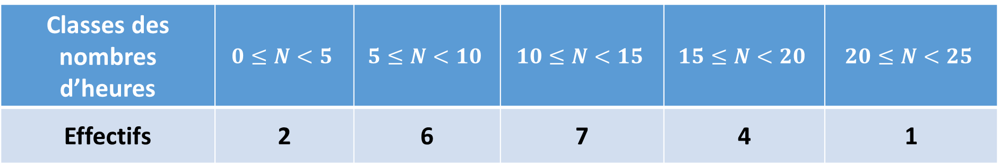 Classes des
nombres
d’heures
0 ≤ N < 5
5 ≤ N < 10
10 ≤ N < 15
15 ≤ N < 20
20 ≤ N < 25
Effectifs 2 6 7 4 1